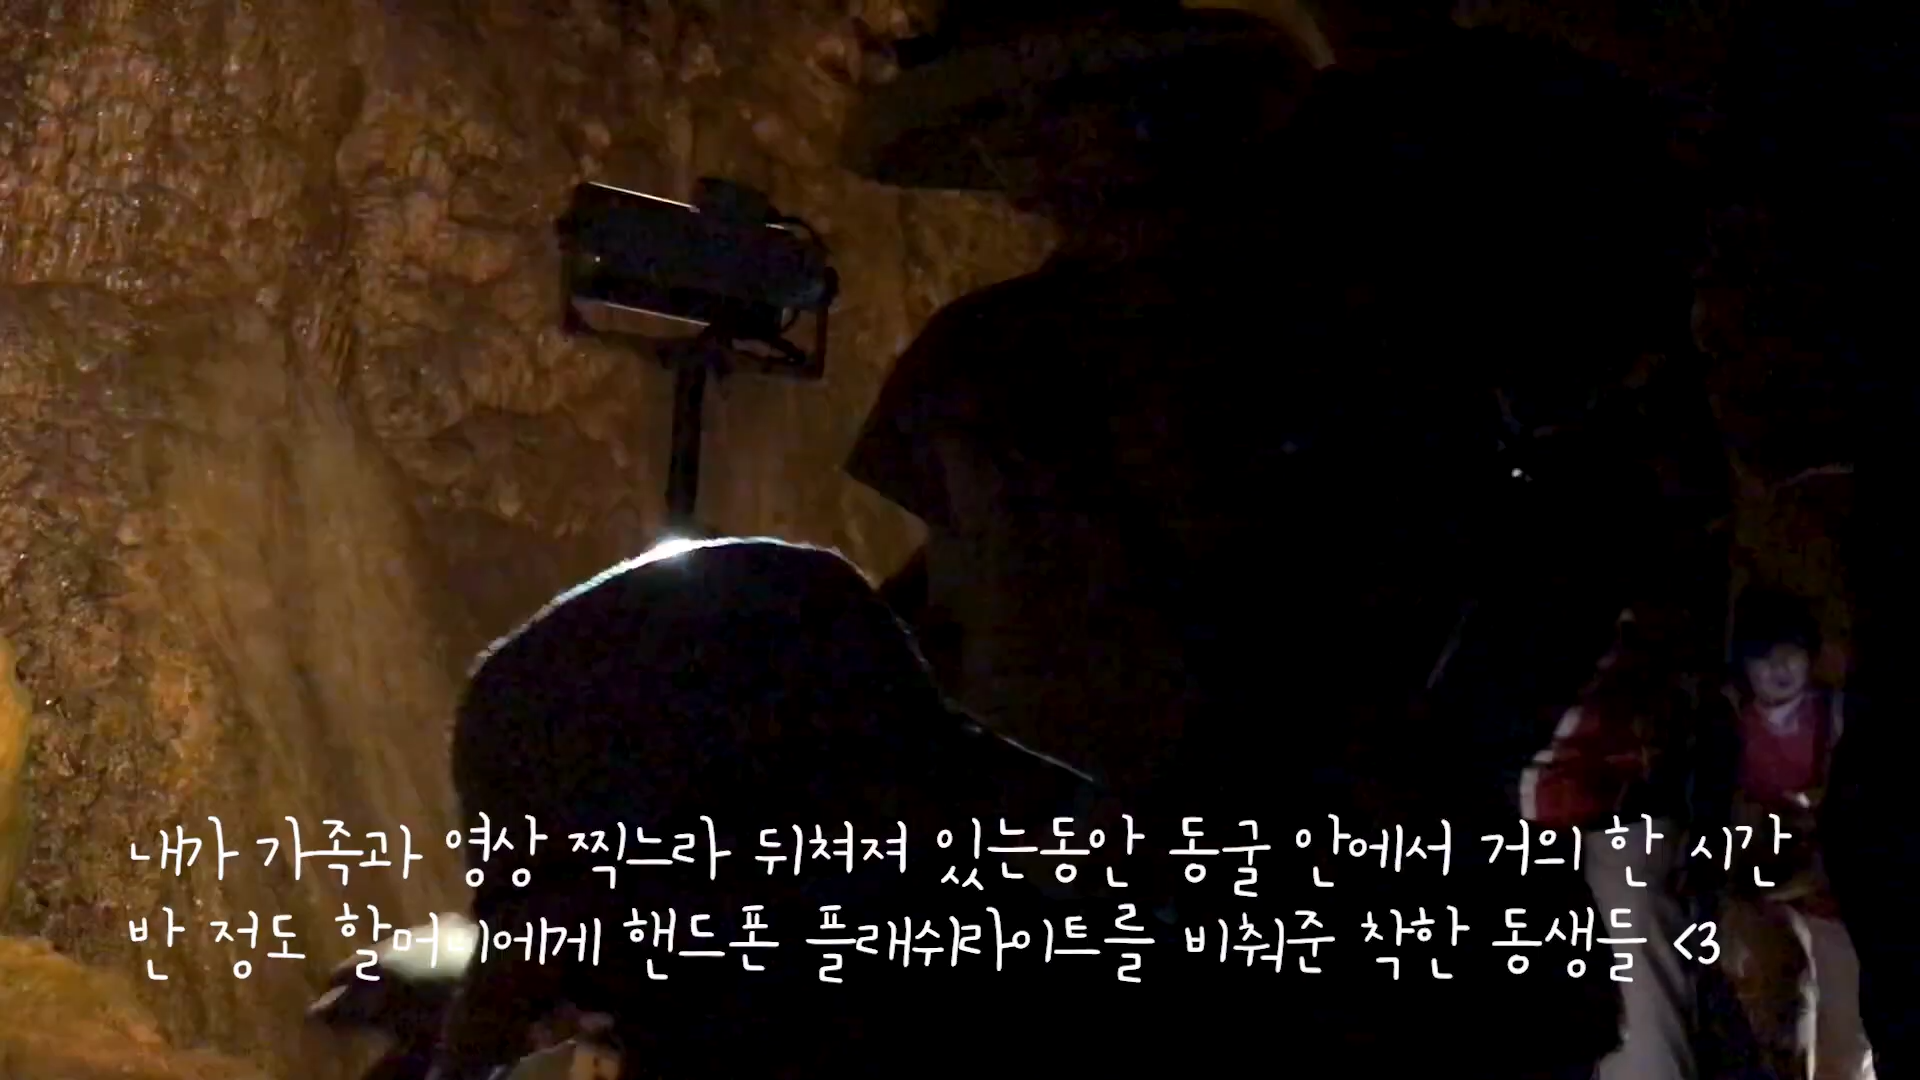 내가 가족과 영상 찍느라 뒤쳐져 있는동안 동굴 안에서 거의 한 시간
반 정도 할머니에게 핸드폰 플래쉬라이트를 비춰준 착한 동생들 <3